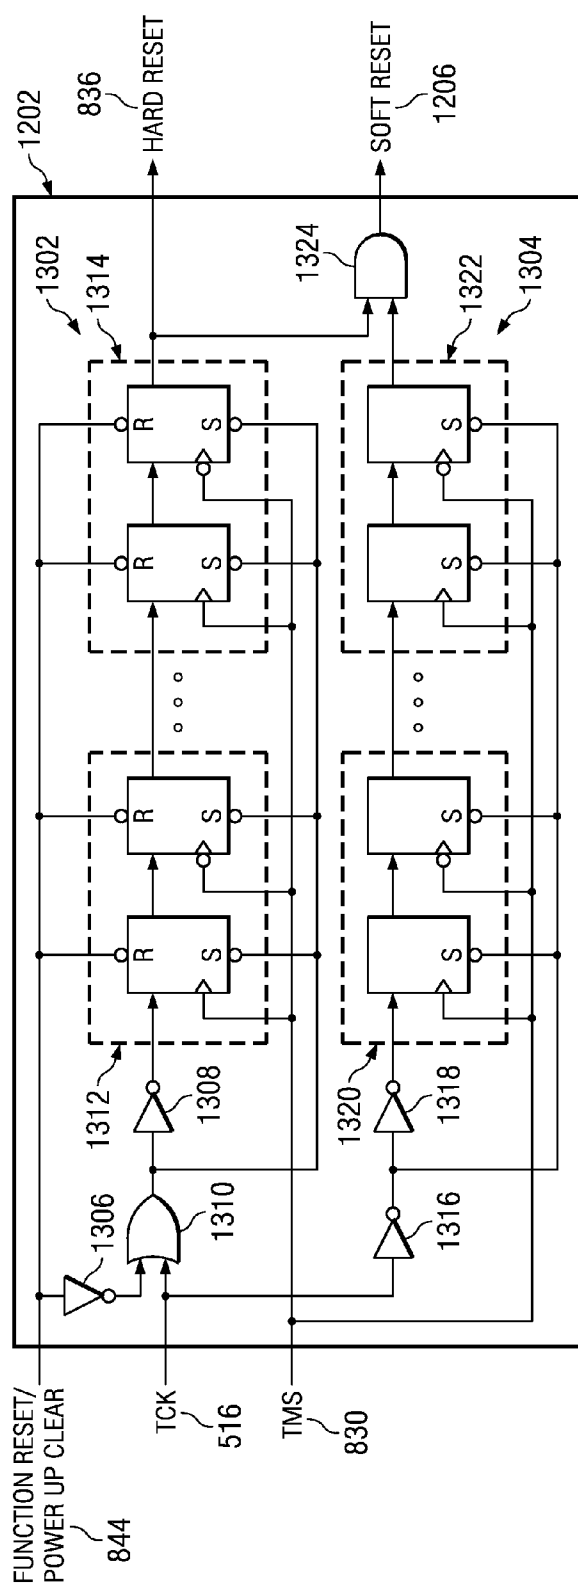 1202
836
HARD RESET
1302
1314
R
R
R
R
S
S
S
S
1312
1308
1306
1310
FUNCTION RESET/
POWER UP CLEAR
844
TCK
516
TMS
830
SOFT RESET
1206
1324
1322
1304
S
S
S
S
1320
1318
1316